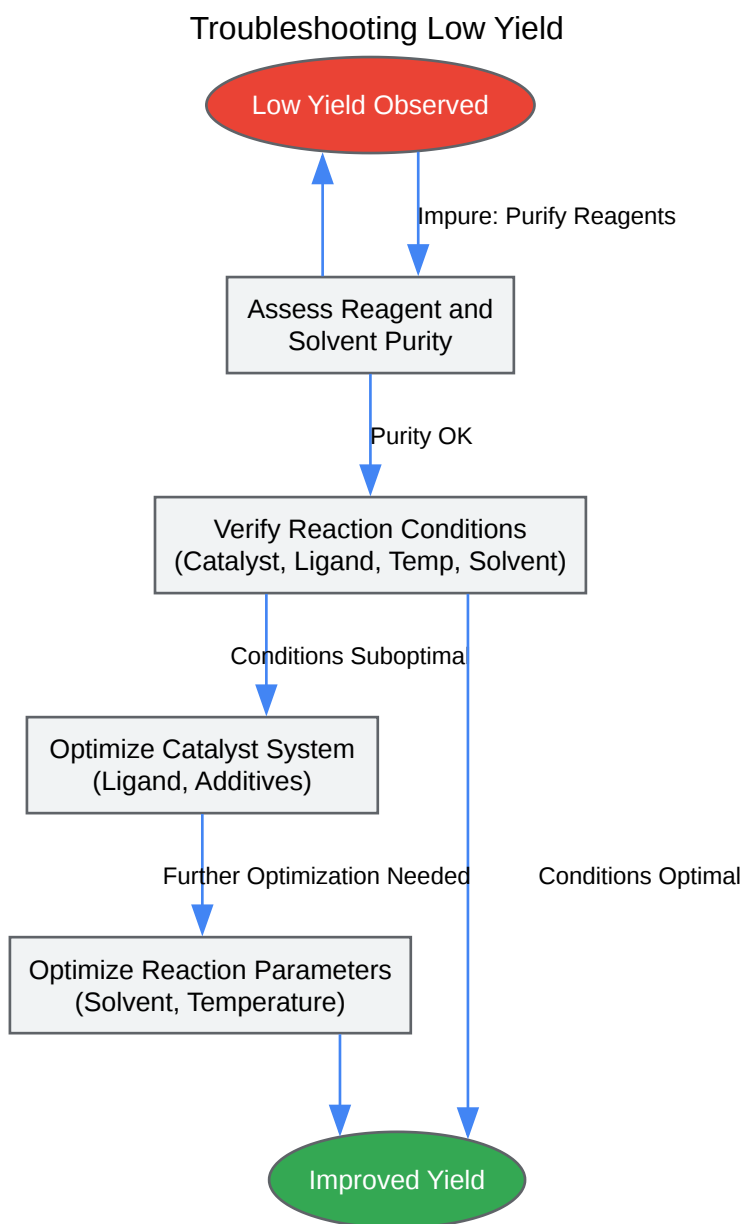 Troubleshooting Low Yield
Low Yield Observed
Impure: Purify Reagents
Assess Reagent and
Solvent Purity
Purity OK
Verify Reaction Conditions
(Catalyst, Ligand, Temp, Solvent)
Conditions Suboptimal
Optimize Catalyst System
(Ligand, Additives)
Further Optimization Needed
Conditions Optimal
Optimize Reaction Parameters
(Solvent, Temperature)
Improved Yield